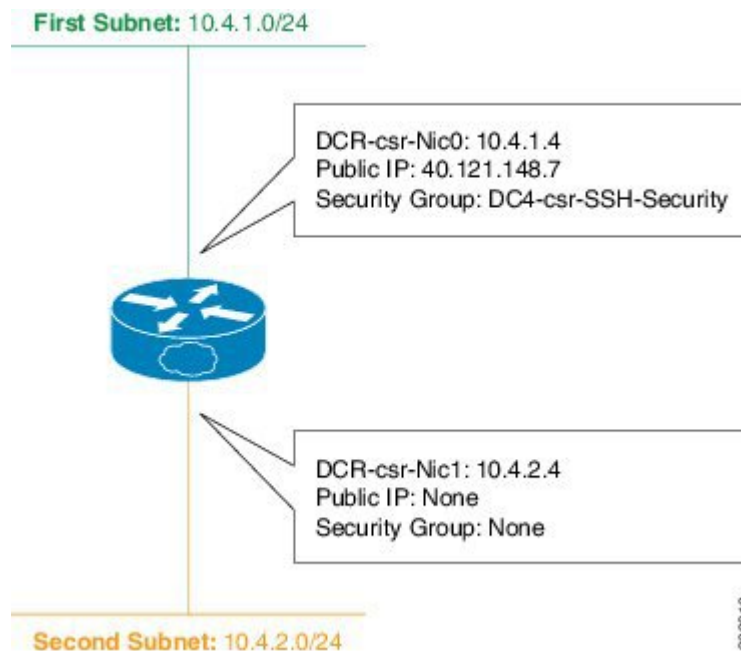 First Subnet: 10.4.1.0/24
DCR-csr-Nic0: 10.4.1.4
Public IP: 40.121.148.7
Security Group: DC4-csr-SSH-Security
DCR-csr-Nic1: 10.4.2.4
Public IP: None
Security Group: None
Second Subnet: 10.4.2.0/24